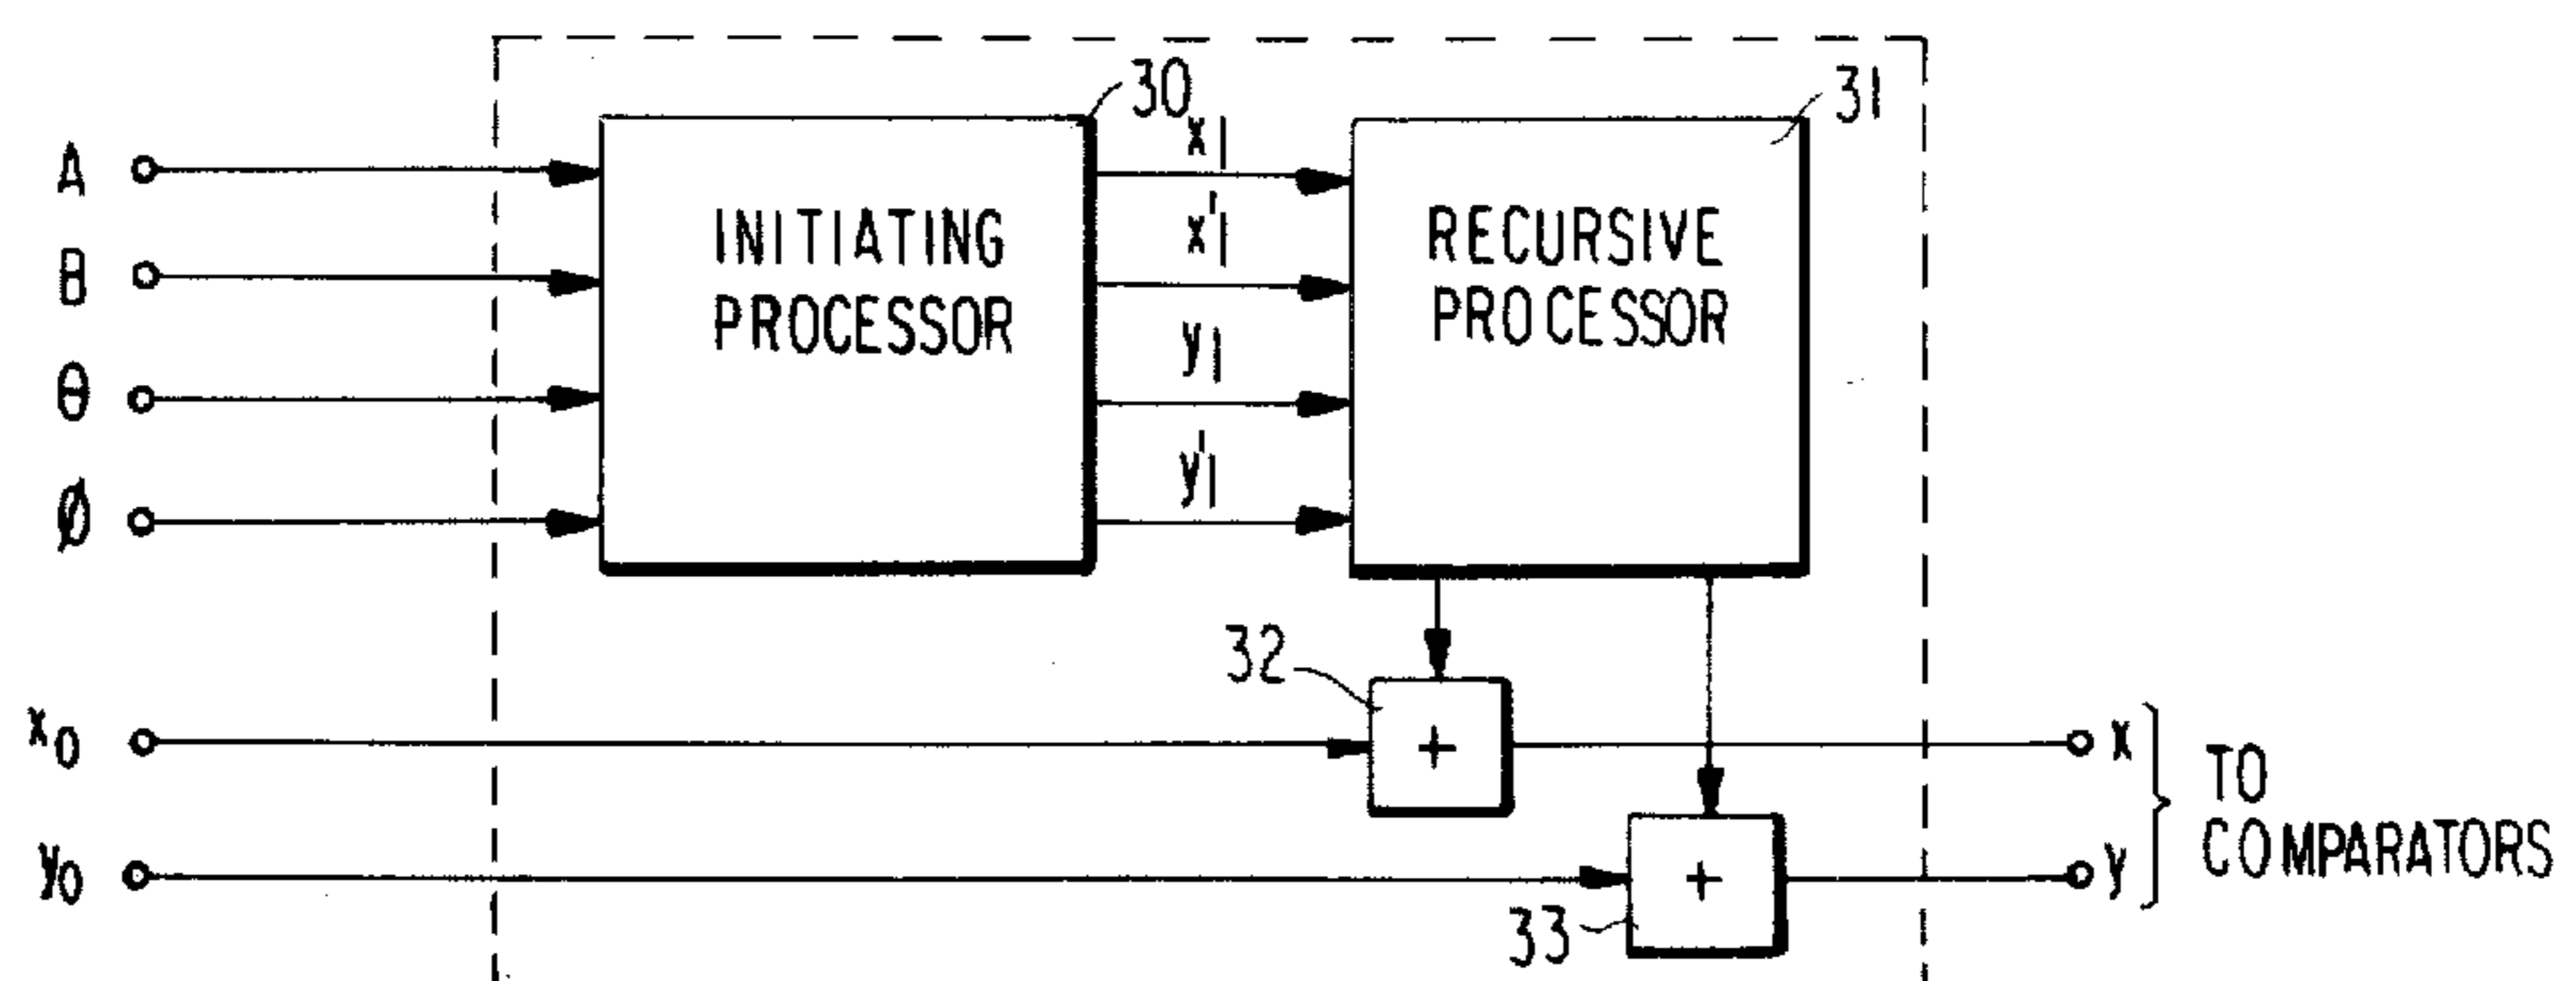 30
31
A
B
θ
ø
INITIATING
PROCESSOR
x1
x'1
y1
y'1
RECURSIVE
PROCESSOR
32
+
33
+
x0
y0
x
y
TO
COMPARATORS